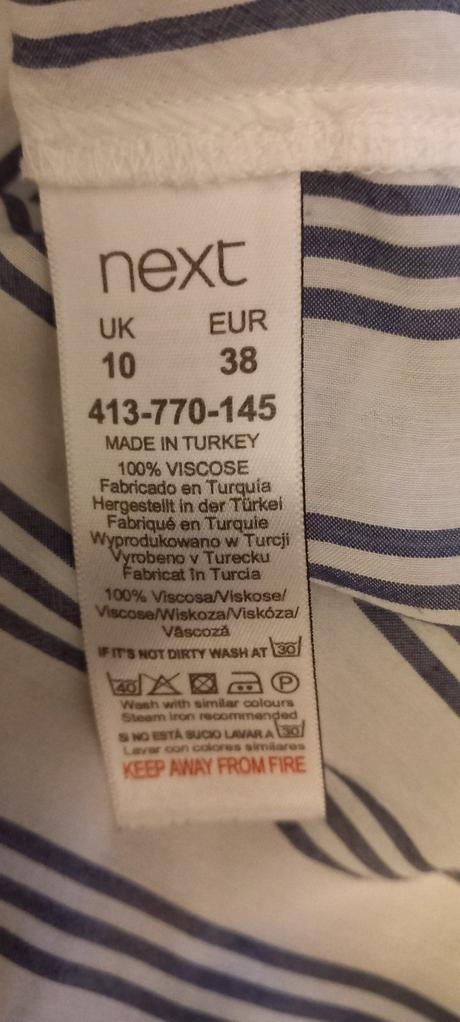 next
UK EUR
10 38
413-770-145
MADE IN TURKEY
100% VISCOSE
Fabricado en Turquía
Hergestellt in der Türkei
Fabriqué en Turquie
Wyprodukowano w Turcji
Vyrobeno v Turecku
Fabricat în Turcia
100% Viscosa/Viskose/
Viscose/Wiskoza/Viskóza/
Vâscoză
IF IT'S NOT DIRTY WASH AT 30
40 P
Wash with similar colours
Steam iron recommended
SI NO ESTÁ SUCIO LAVAR A 30
Lavar con colores similares
KEEP AWAY FROM FIRE